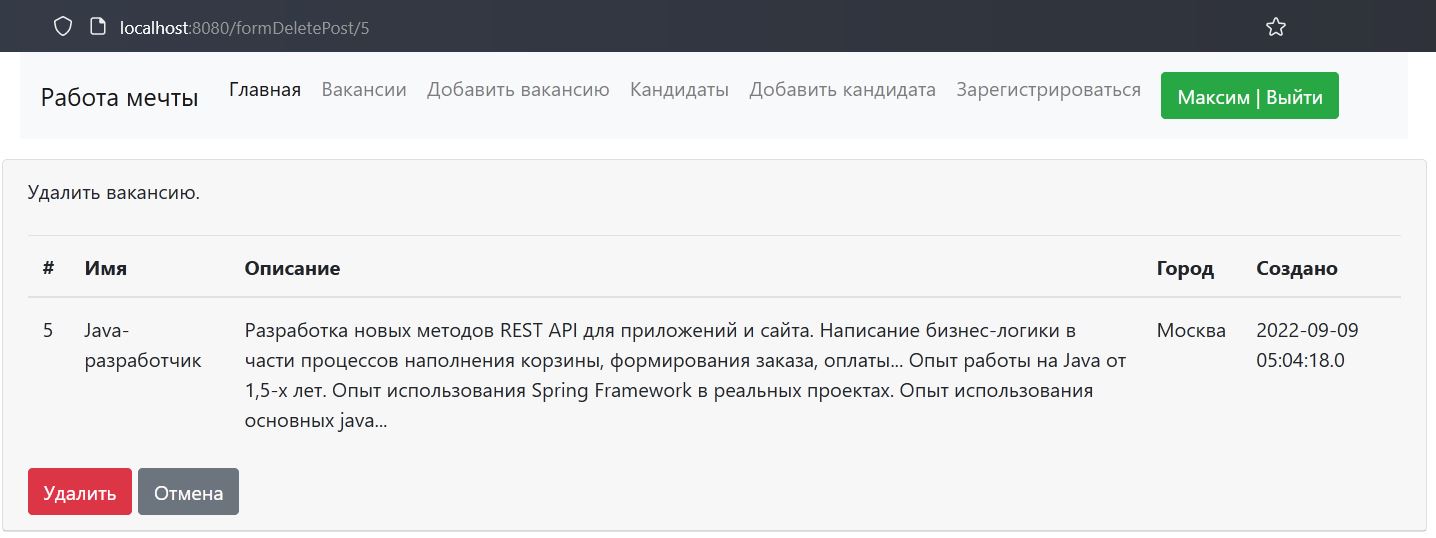 localhost:8080/formDeletePost/5
Работа мечты Главная Вакансии Добавить вакансию Кандидаты Добавить кандидата Зарегистрироваться Максим | Выйти
Удалить вакансию.
# Имя Описание Город Создано
5 Java- Разработка новых методов REST API для приложений и сайта. Написание бизнес-логики в Москва 2022-09-09
разработчик части процессов наполнения корзины, формирования заказа, оплаты... Опыт работы на Java от 05:04:18.0
1,5-х лет. Опыт использования Spring Framework в реальных проектах. Опыт использования
основных java...
Удалить Отмена